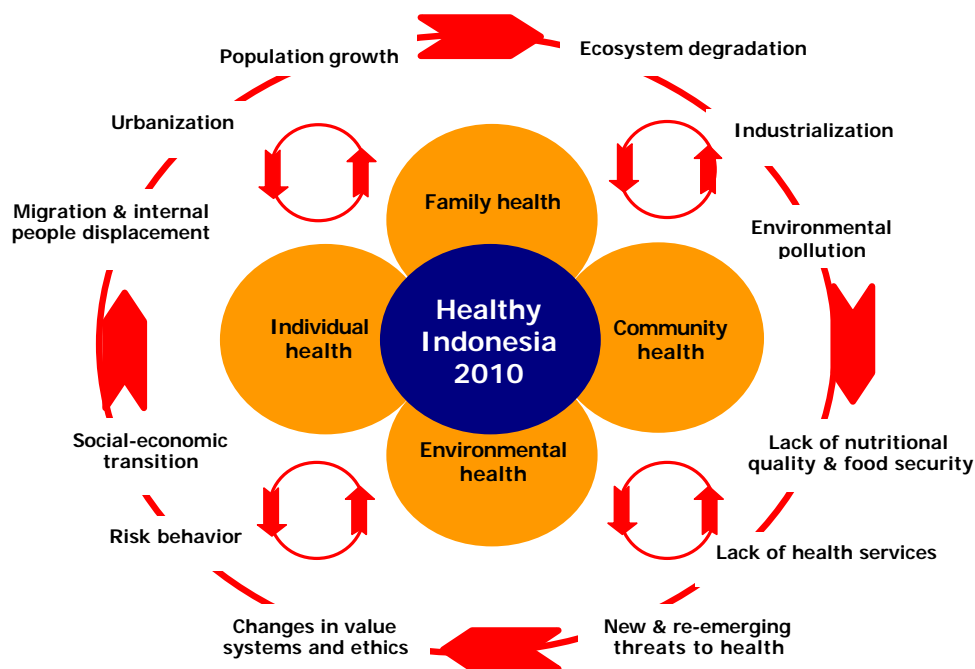 Population growth
Ecosystem degradation
Urbanization
Industrialization
Family health
Migration & internal
people displacement
Environmental
pollution
Individual
health
Healthy
Indonesia
2010
Community
health
Social-economic
transition
Environmental
health
Lack of nutritional
quality & food security
Risk behavior
Lack of health services
Changes in value
systems and ethics
New & re-emerging
threats to health